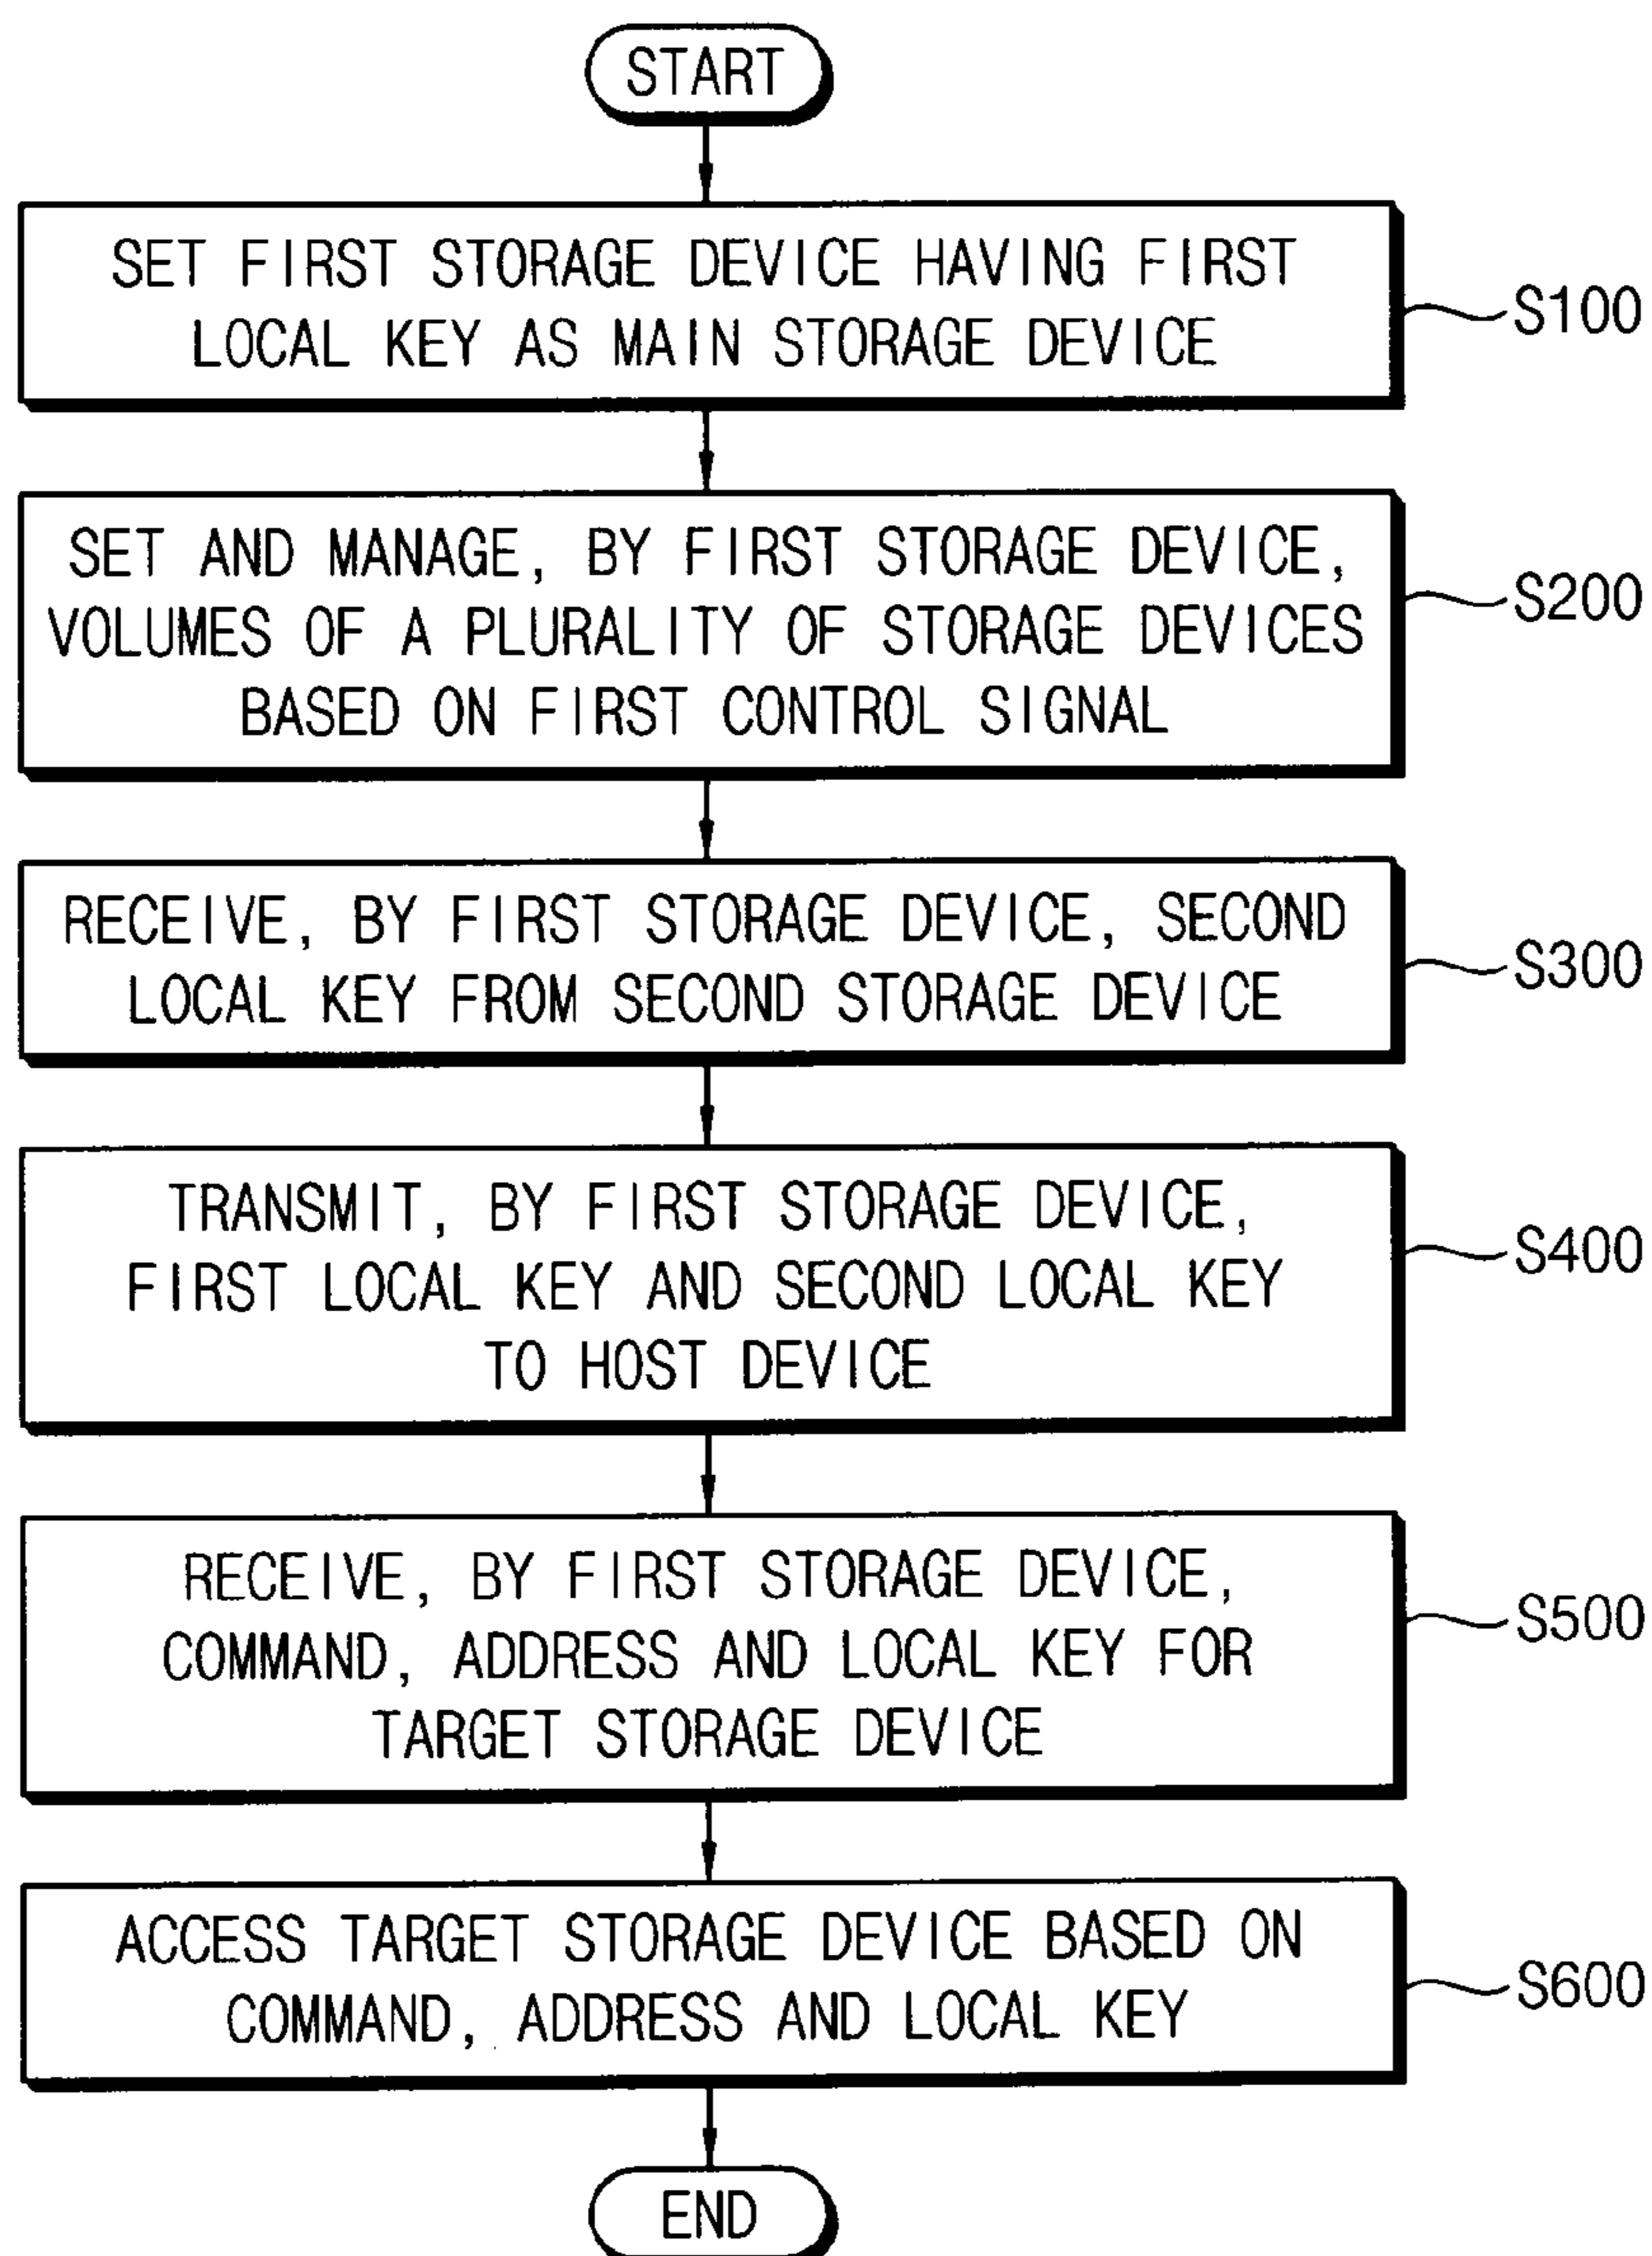 START
SET FIRST STORAGE DEVICE HAVING FIRST
LOCAL KEY AS MAIN STORAGE DEVICE
S100
SET AND MANAGE, BY FIRST STORAGE DEVICE,
VOLUMES OF A PLURALITY OF STORAGE DEVICES
BASED ON FIRST CONTROL SIGNAL
S200
RECEIVE, BY FIRST STORAGE DEVICE, SECOND
LOCAL KEY FROM SECOND STORAGE DEVICE
S300
TRANSMIT, BY FIRST STORAGE DEVICE,
FIRST LOCAL KEY AND SECOND LOCAL KEY
TO HOST DEVICE
S400
RECEIVE, BY FIRST STORAGE DEVICE,
COMMAND, ADDRESS AND LOCAL KEY FOR
TARGET STORAGE DEVICE
S500
ACCESS TARGET STORAGE DEVICE BASED ON
COMMAND, ADDRESS AND LOCAL KEY
S600
END